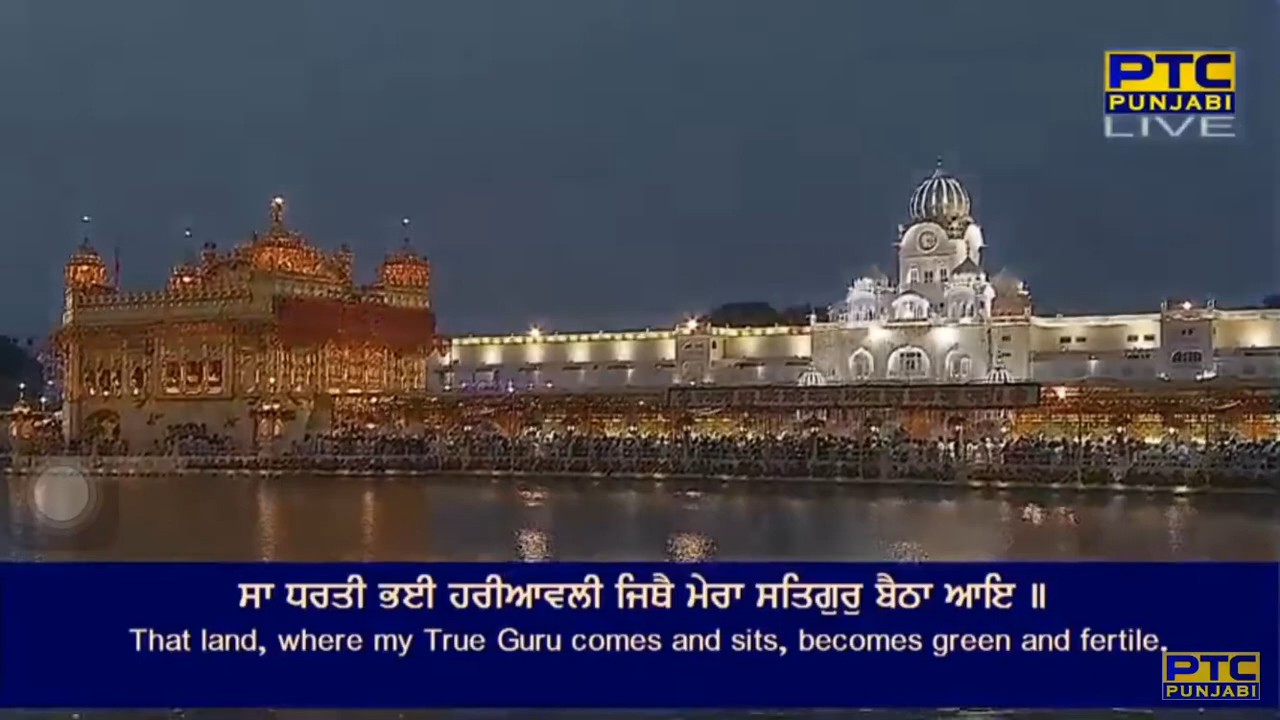 PTC
PUNJABI
LIVE
ਸਾ ਧਰਤੀ ਭਈ ਹਰੀਆਵਲੀ ਜਿਥੈ ਮੇਰਾ ਸਤਿਗੁਰੁ ਬੈਠਾ ਆਇ ॥
That land, where my True Guru comes and sits, becomes green and fertile.
PTC
PUNJABI